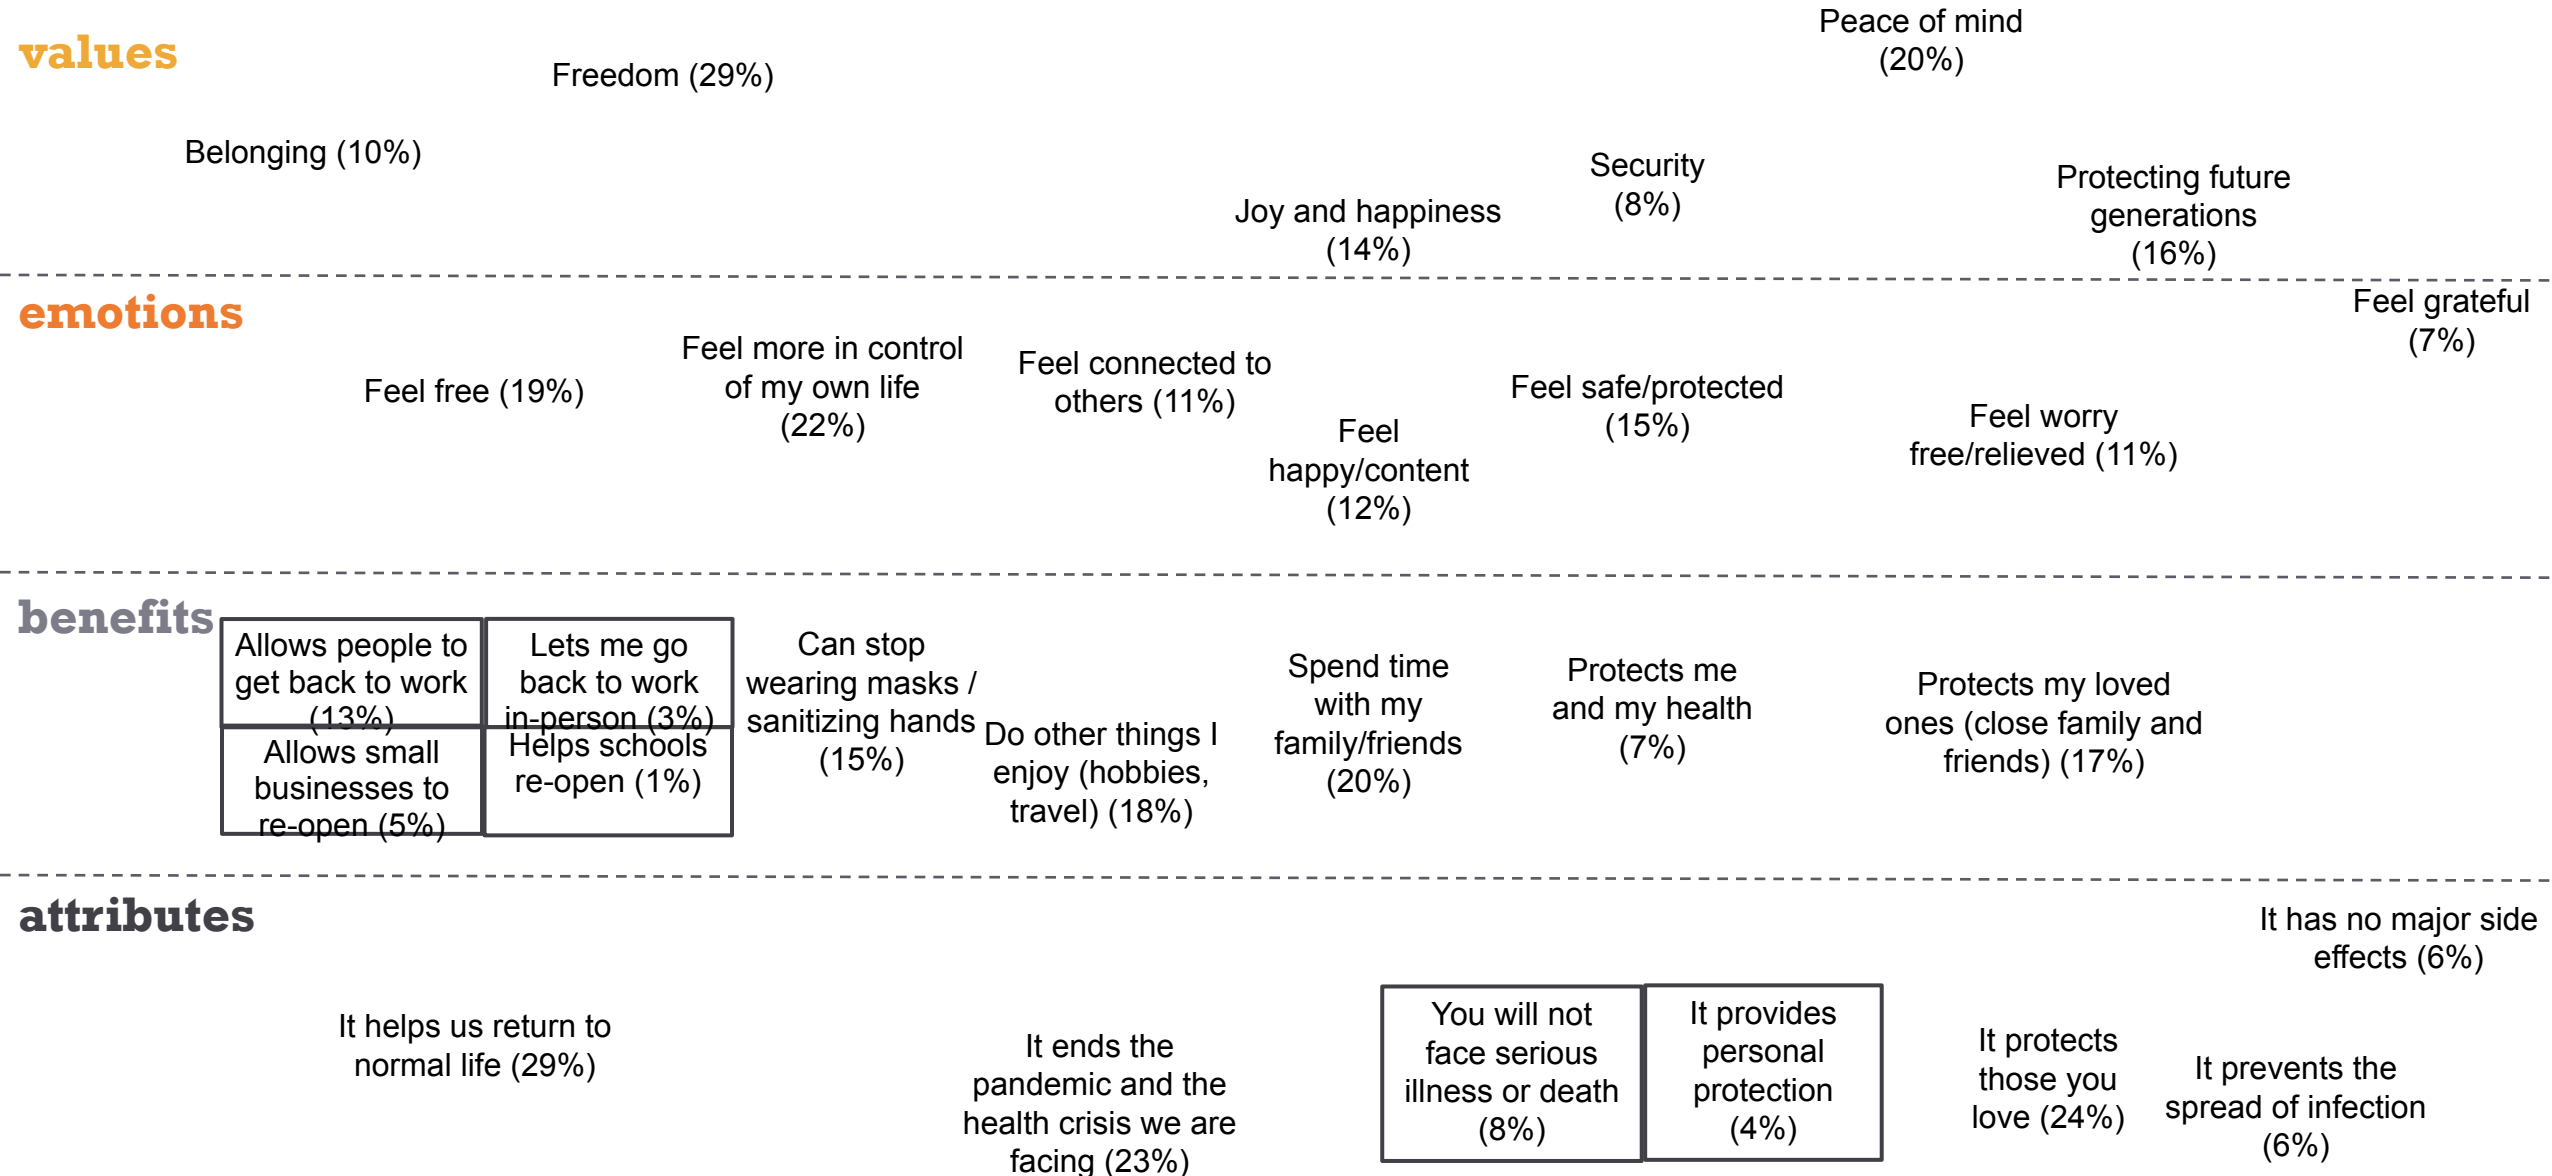 values
Peace of mind
(20%)
Freedom (29%)
Belonging (10%)
Security
(8%)
Joy and happiness
(14%)
Protecting future
generations
(16%)
emotions
Feel grateful
(7%)
Feel free (19%)
Feel more in control
of my own life
(22%)
Feel connected to
others (11%)
Feel
happy/content
(12%)
Feel safe/protected
(15%)
Feel worry
free/relieved (11%)
benefits
Allows people to
get back to work
(13%)
Lets me go
back to work
in-person (3%)
Allows small
businesses to
re-open (5%)
Helps schools
re-open (1%)
Can stop
wearing masks /
sanitizing hands
(15%)
Do other things I
enjoy (hobbies,
travel) (18%)
Spend time
with my
family/friends
(20%)
Protects me
and my health
(7%)
Protects my loved
ones (close family and
friends) (17%)
attributes
It has no major side
effects (6%)
It helps us return to
normal life (29%)
It ends the
pandemic and the
health crisis we are
facing (23%)
You will not
face serious
illness or death
(8%)
It provides
personal
protection
(4%)
It protects
those you
love (24%)
It prevents the
spread of infection
(6%)